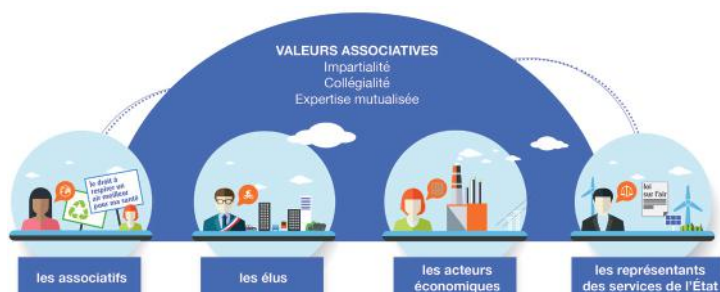 VALEURS ASSOCIATIVES
Impartialité
Collégialité
Expertise mutualisée
le droit à
respirer un
air meilleur
pour ma santé
loi
sur l'air
les associatifs
les élus
les acteurs
économiques
les représentants
des services de l'État